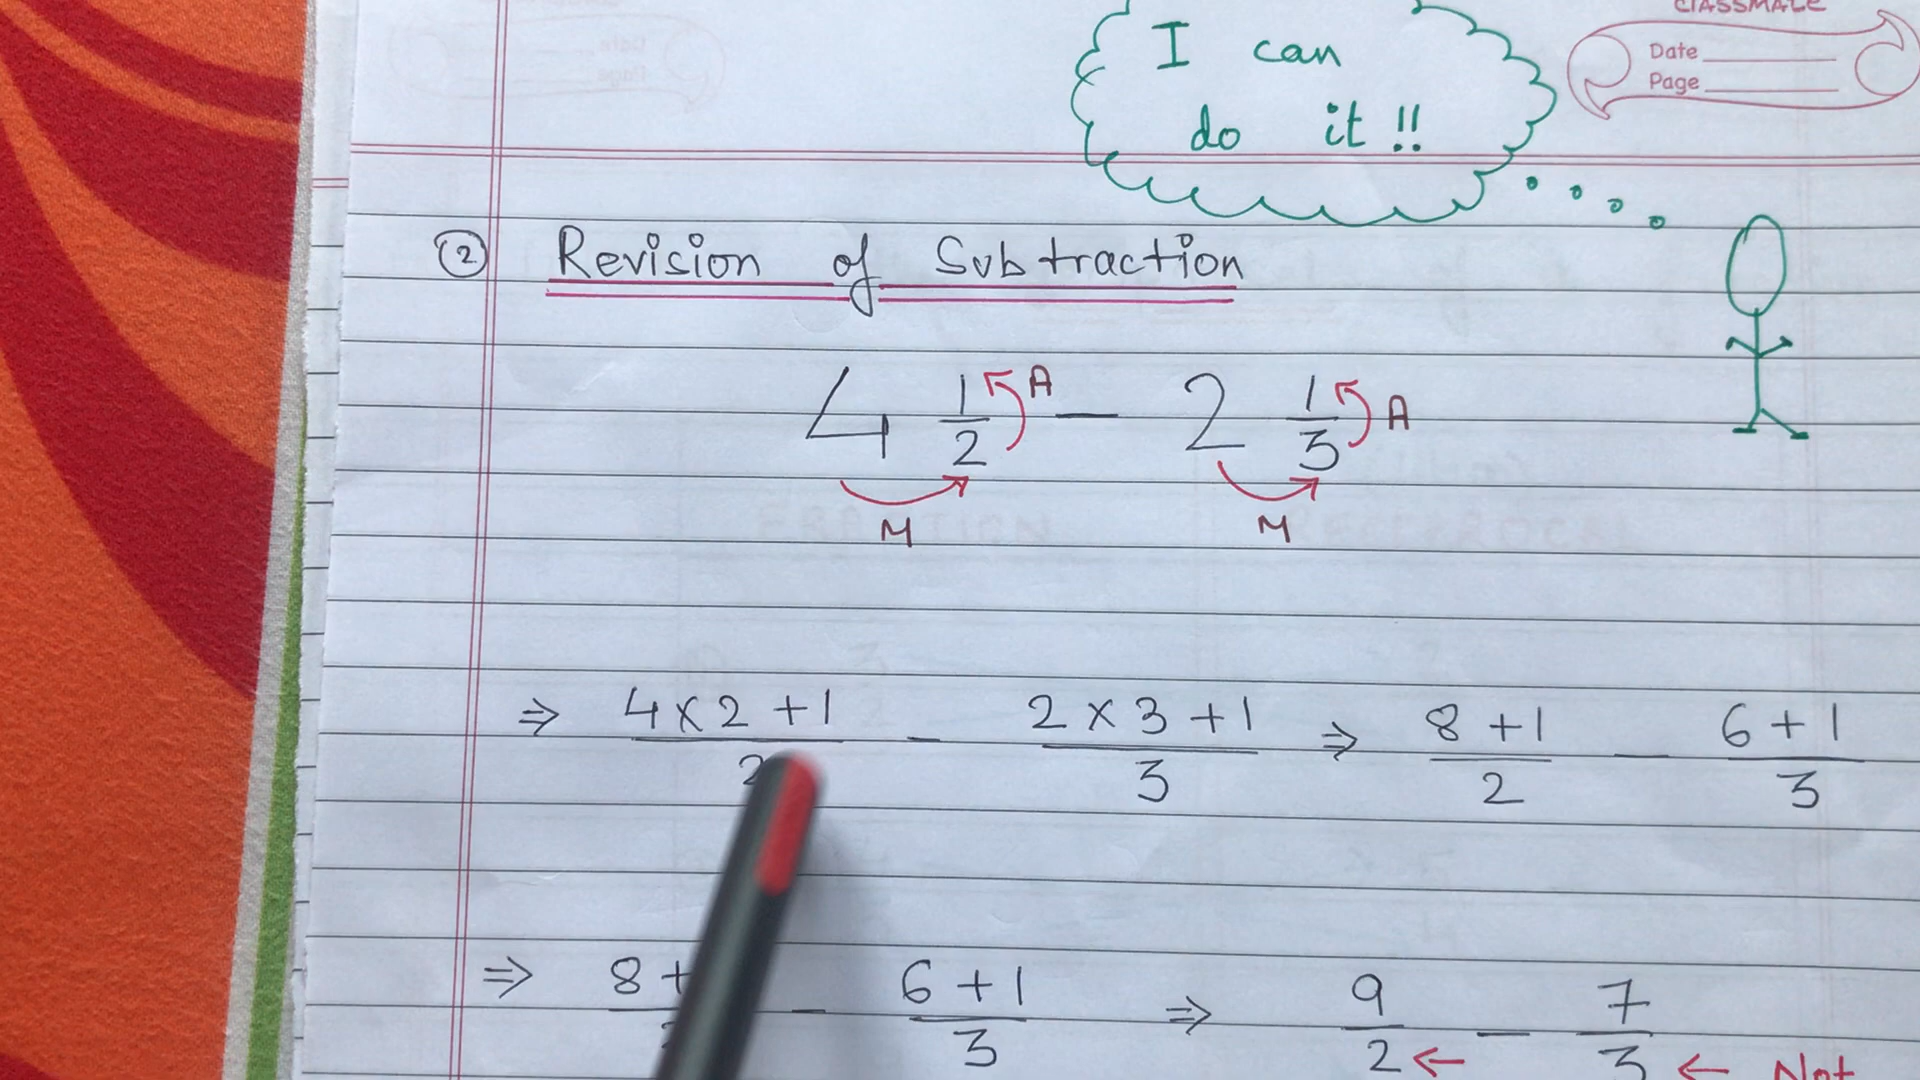 classmate
Date
Page
I can
do it!!
② Revision of Subtraction
4 1/2 A — 2 1/3 A
M M
⇒ 4×2+1/2 — 2×3+1/3 ⇒ 8+1/2 — 6+1/3
⇒ 8+ — 6+1/3 ⇒ 9/2 ← — 7/3 ← Not